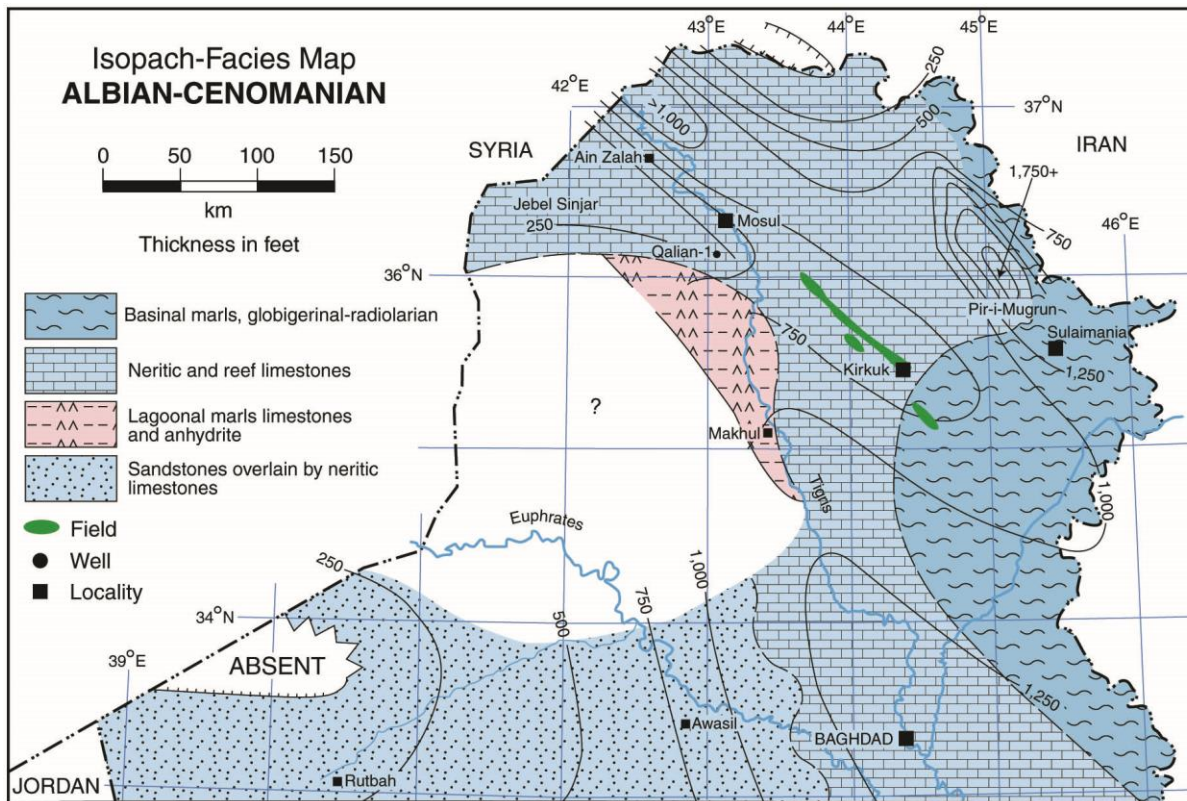 Isopach-Facies Map
ALBIAN-CENOMANIAN
0 50 100 150
km
Thickness in feet
Basinal marls, globigerinal-radiolarian
Neritic and reef limestones
Lagoonal marls limestones
and anhydrite
Sandstones overlain by neritic
limestones
Field
Well
Locality
43°E
44°E
45°E
42°E
250
37°N
500
>1,000
SYRIA
IRAN
Ain Zalah
1,750+
Jebel Sinjar
46°E
250
Mosul
750
Qalian-1
36°N
Pir-i-Mugrun
750
Sulaimania
Kirkuk
1,250
?
Makhul
Tigris
1,000
Euphrates
250
1,000
750
500
34°N
39°E
ABSENT
1,250
Awasil
BAGHDAD
Rutbah
JORDAN